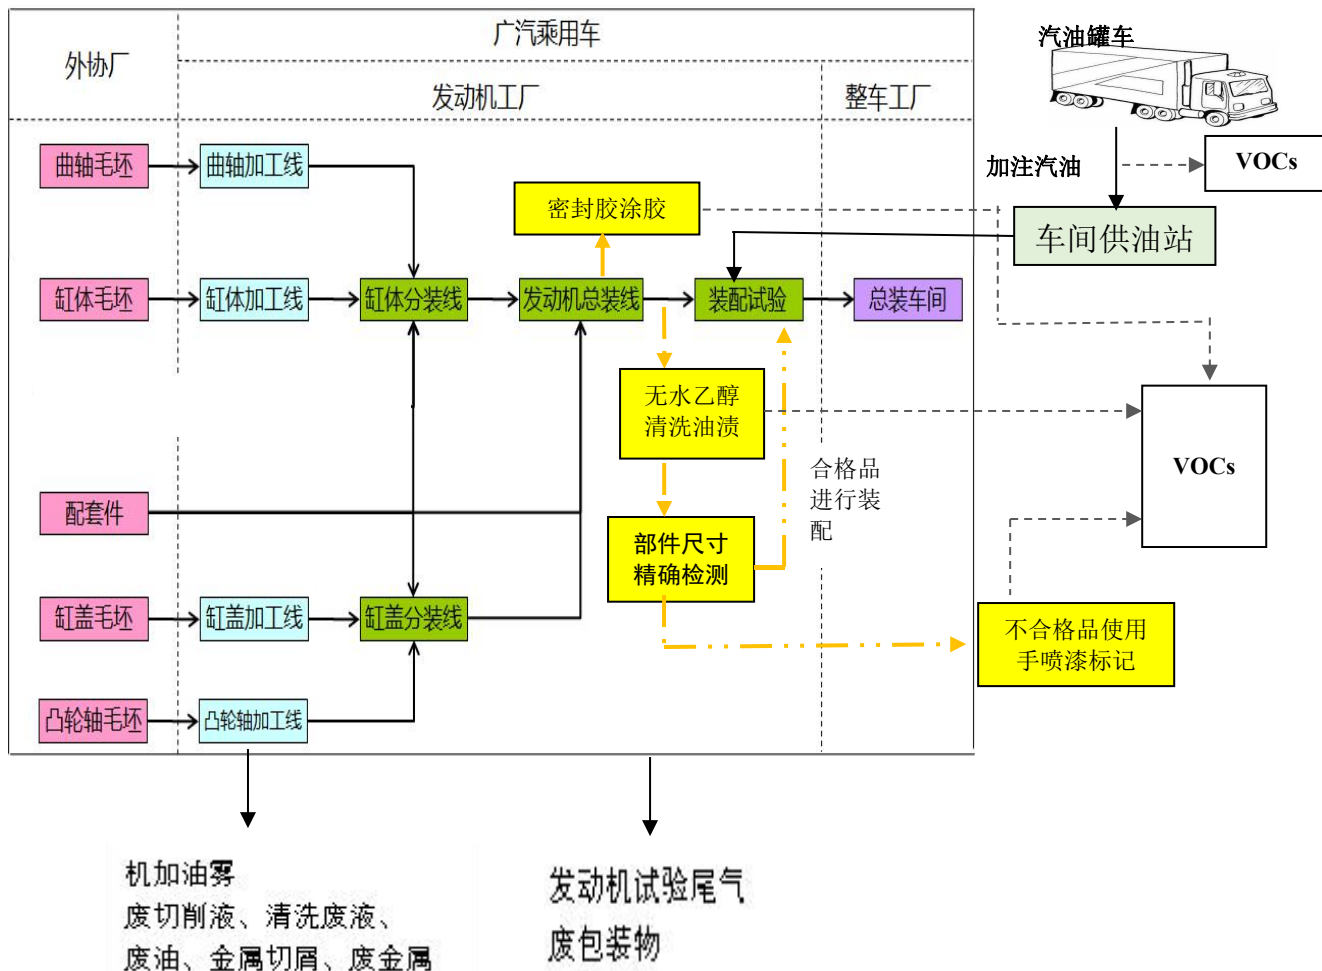 广汽乘用车
外协厂
发动机工厂
整车工厂
汽油罐车
曲轴毛坯
曲轴加工线
加注汽油
VOCs
密封胶涂胶
车间供油站
缸体毛坯
缸体加工线
缸体分装线
发动机总装线
装配试验
总装车间
无水乙醇
清洗油渍
VOCs
合格品
进行装
配
配套件
部件尺寸
精确检测
缸盖毛坯
缸盖加工线
缸盖分装线
不合格品使用
手喷漆标记
凸轮轴毛坯
凸轮轴加工线
机加油雾
废切削液、清洗废液、
废油、金属切屑、废金属
发动机试验尾气
废包装物